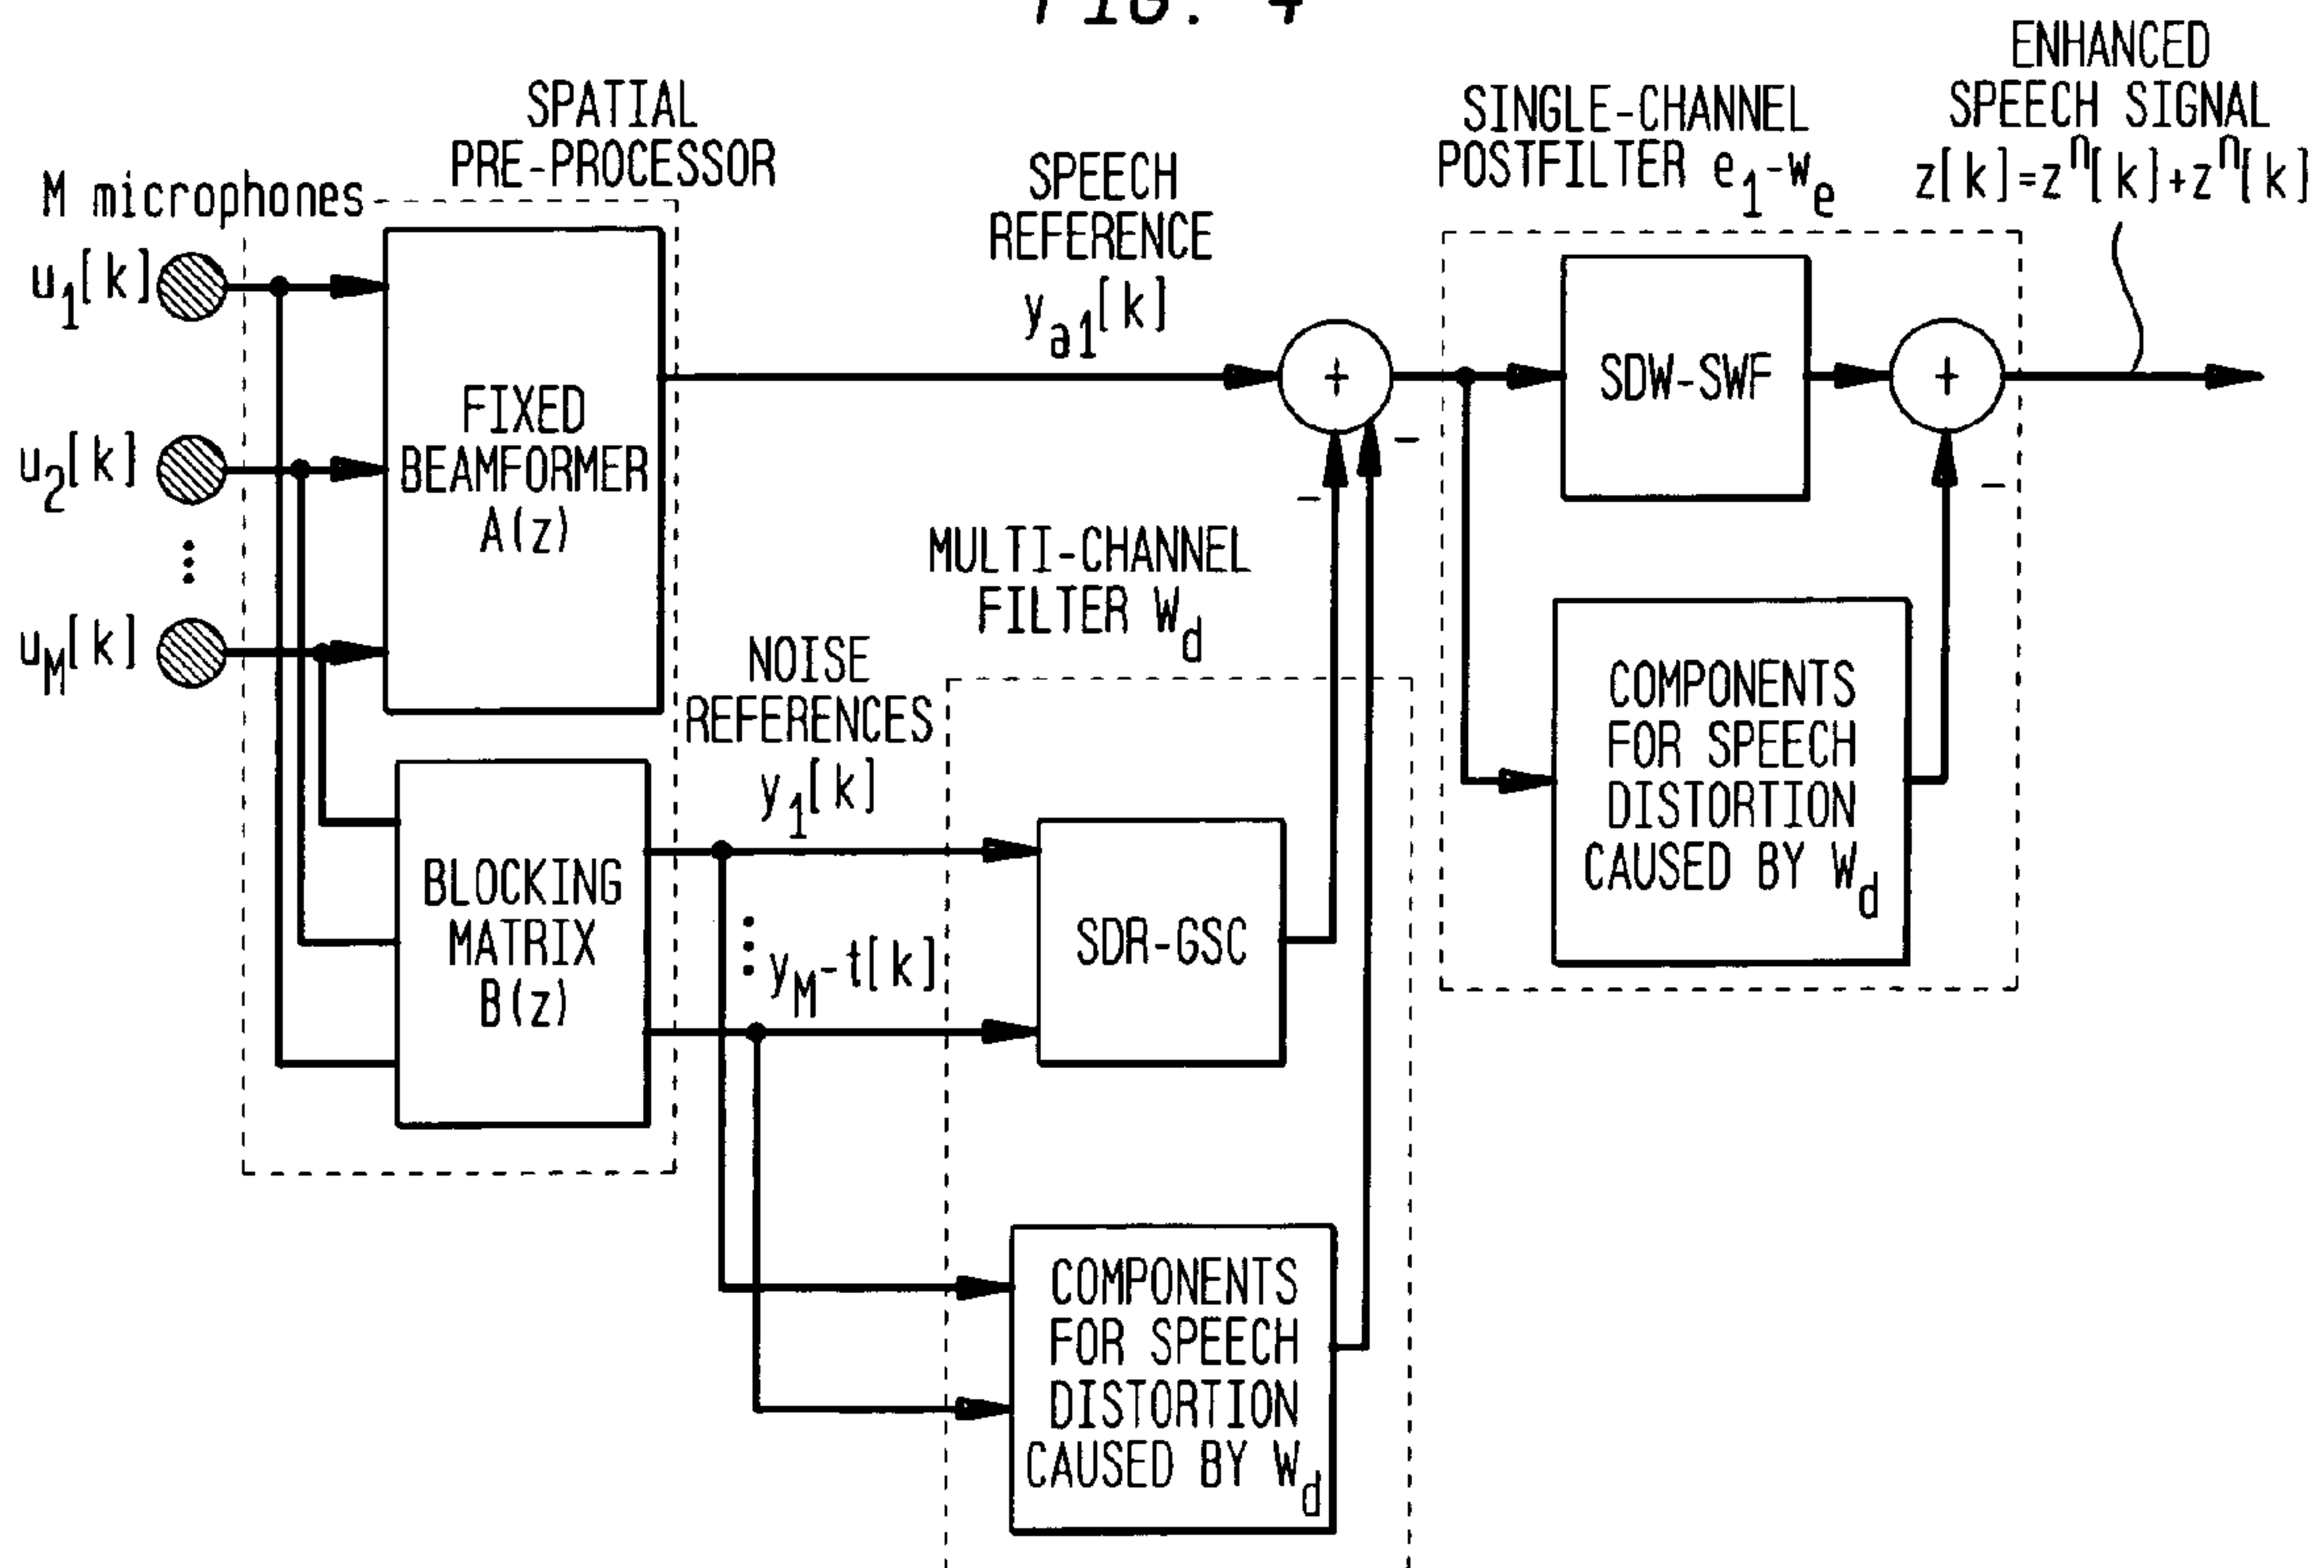 FIG. 4
SPATIAL
PRE-PROCESSOR
M microphones
u1[k]
u2[k]
⋮
uM[k]
FIXED
BEAMFORMER
A(z)
BLOCKING
MATRIX
B(z)
SPEECH
REFERENCE
ya1[k]
NOISE
REFERENCES
y1[k]
⋮
yM-t[k]
MULTI-CHANNEL
FILTER Wd
SDR-GSC
COMPONENTS
FOR SPEECH
DISTORTION
CAUSED BY Wd
+
-
-
SINGLE-CHANNEL
POSTFILTER e1-we
SDW-SWF
+
-
COMPONENTS
FOR SPEECH
DISTORTION
CAUSED BY Wd
ENHANCED
SPEECH SIGNAL
z[k]=zn[k]+zn[k]